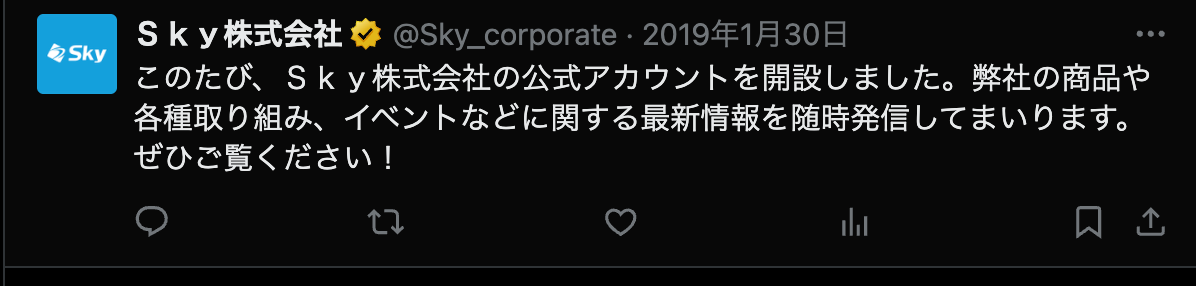 Sky
Ｓｋｙ株式会社 @Sky_corporate · 2019年1月30日
このたび、Ｓｋｙ株式会社の公式アカウントを開設しました。弊社の商品や
各種取り組み、イベントなどに関する最新情報を随時発信してまいります。
ぜひご覧ください！